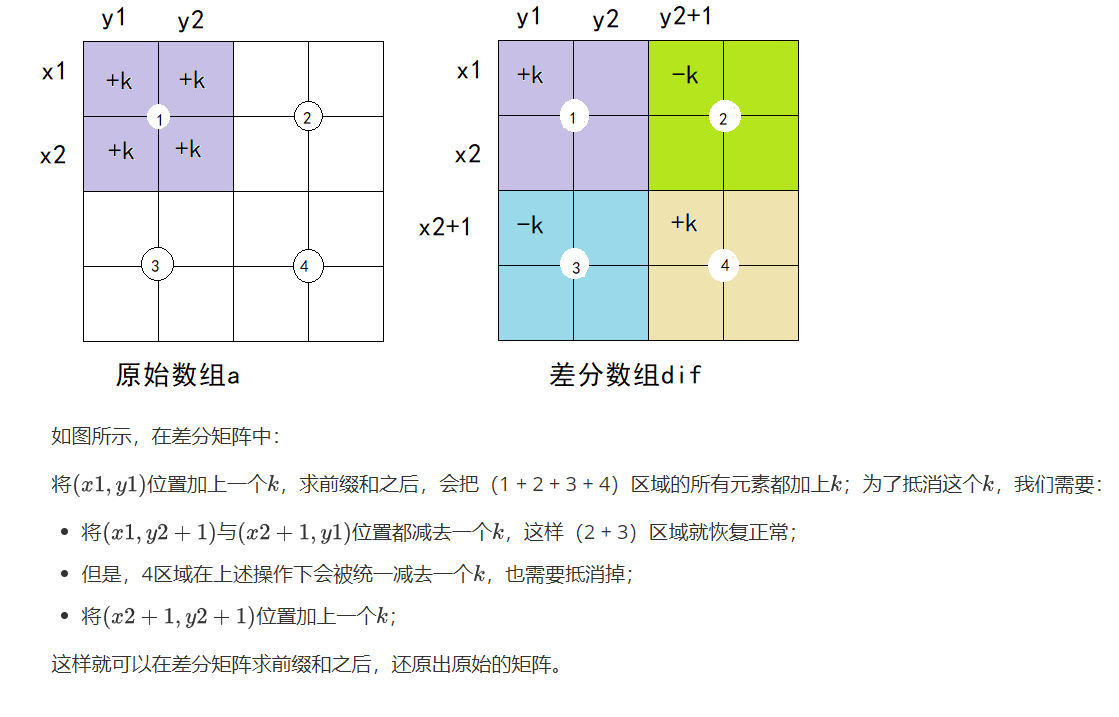 y1 y2 y1 y2 y2+1
x1 +k +k x1 +k -k
1 2 1 2
x2 +k +k x2
x2+1 -k +k
3 4 3 4
原始数组a 差分数组dif
如图所示，在差分矩阵中：
将(x1, y1)位置加上一个k，求前缀和之后，会把（1 + 2 + 3 + 4）区域的所有元素都加上k；为了抵消这个k，我们需要：
• 将(x1, y2 + 1)与(x2 + 1, y1)位置都减去一个k，这样（2 + 3）区域就恢复正常；
• 但是，4区域在上述操作下会被统一减去一个k，也需要抵消掉；
• 将(x2 + 1, y2 + 1)位置加上一个k；
这样就可以在差分矩阵求前缀和之后，还原出原始的矩阵。